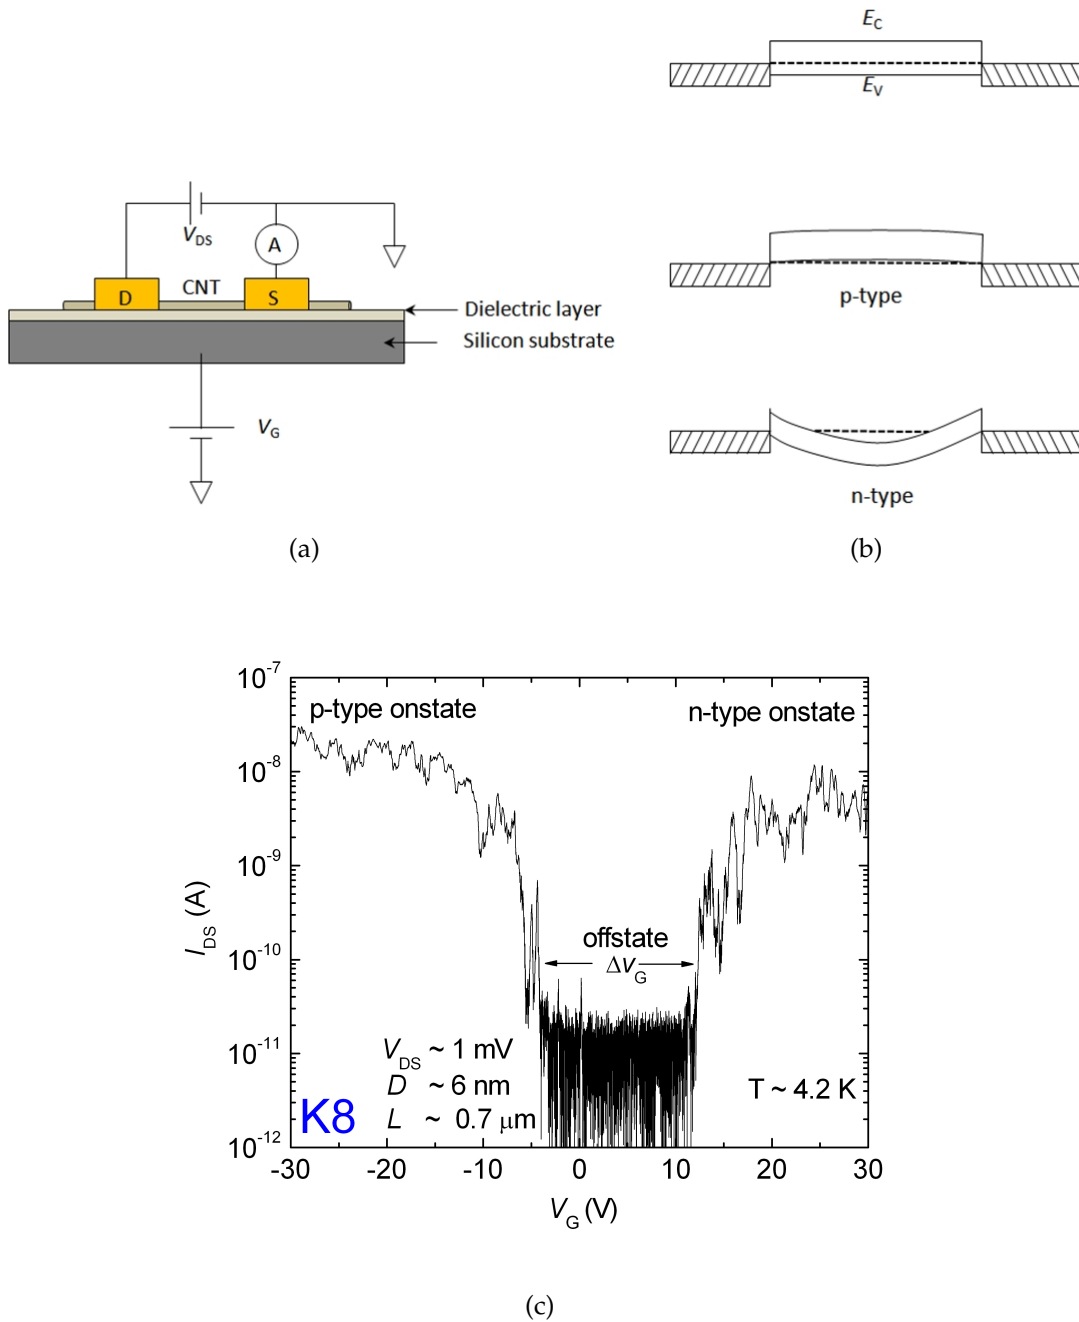 V_DS
A
D
CNT
S
Dielectric layer
Silicon substrate
V_G
(a)
E_C
E_V
p-type
n-type
(b)
10^-7
10^-8
10^-9
10^-10
10^-11
10^-12
I_DS (A)
p-type onstate
n-type onstate
offstate
ΔV_G
V_DS ~ 1 mV
D ~ 6 nm
L ~ 0.7 μm
K8
T ~ 4.2 K
-30 -20 -10 0 10 20 30
V_G (V)
(c)